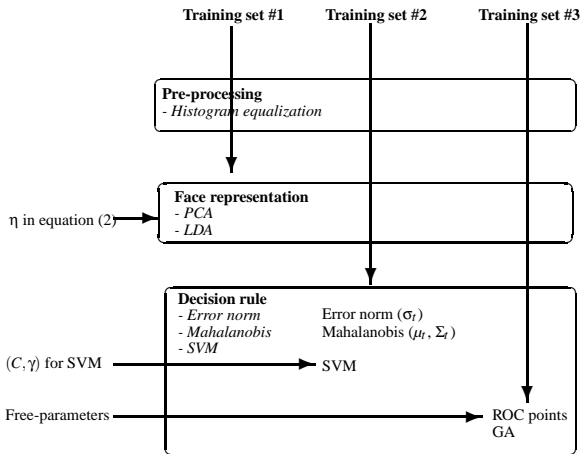 Training set #1 Training set #2 Training set #3
Pre-processing
- Histogram equalization
Face representation
- PCA
- LDA
η in equation (2)
Decision rule
- Error norm
- Mahalanobis
- SVM
Error norm (σt)
Mahalanobis (μt, Σt)
SVM
(C,γ) for SVM
Free-parameters
ROC points
GA